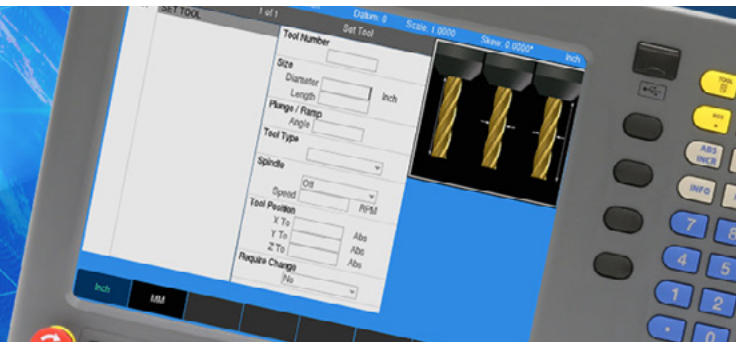 SET TOOL
1 of 1
Datum: 0
Scale: 1.0000
Skew: 0.0000°
Inch
Set Tool
Tool Number
Size
Diameter
Inch
Length
Plunge / Ramp
Angle
Tool Type
Spindle
Off
Speed
RPM
Tool Position
X To
Abs
Y To
Abs
Z To
Abs
Require Change
No
Inch
MM
TOOL
ABS
INCR
INFO
7
8
4
5
1
2
.
0